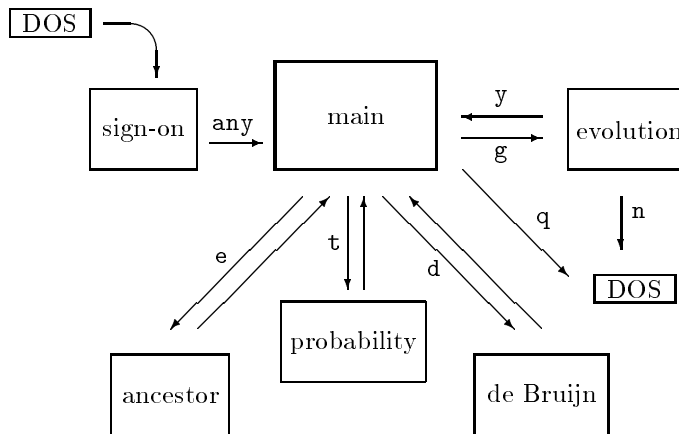 DOS
sign-on
any
main
y
g
evolution
n
q
DOS
e
t
d
probability
ancestor
de Bruijn